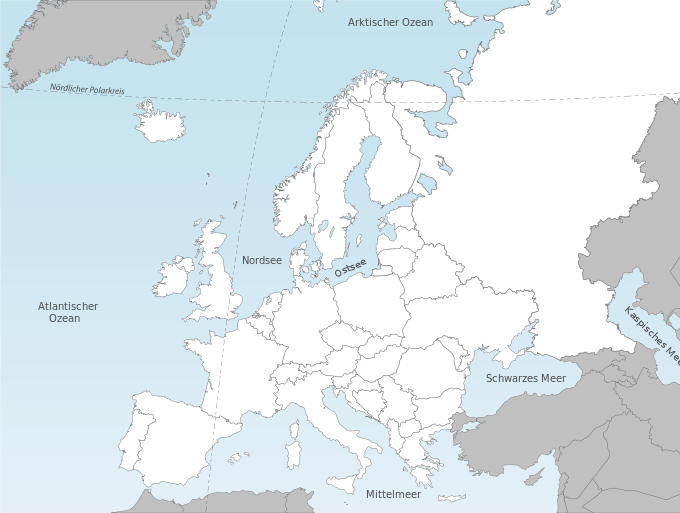 Arktischer Ozean
Nördlicher Polarkreis
Nordsee
Ostsee
Atlantischer
Ozean
Kaspisches Mee
Schwarzes Meer
Mittelmeer